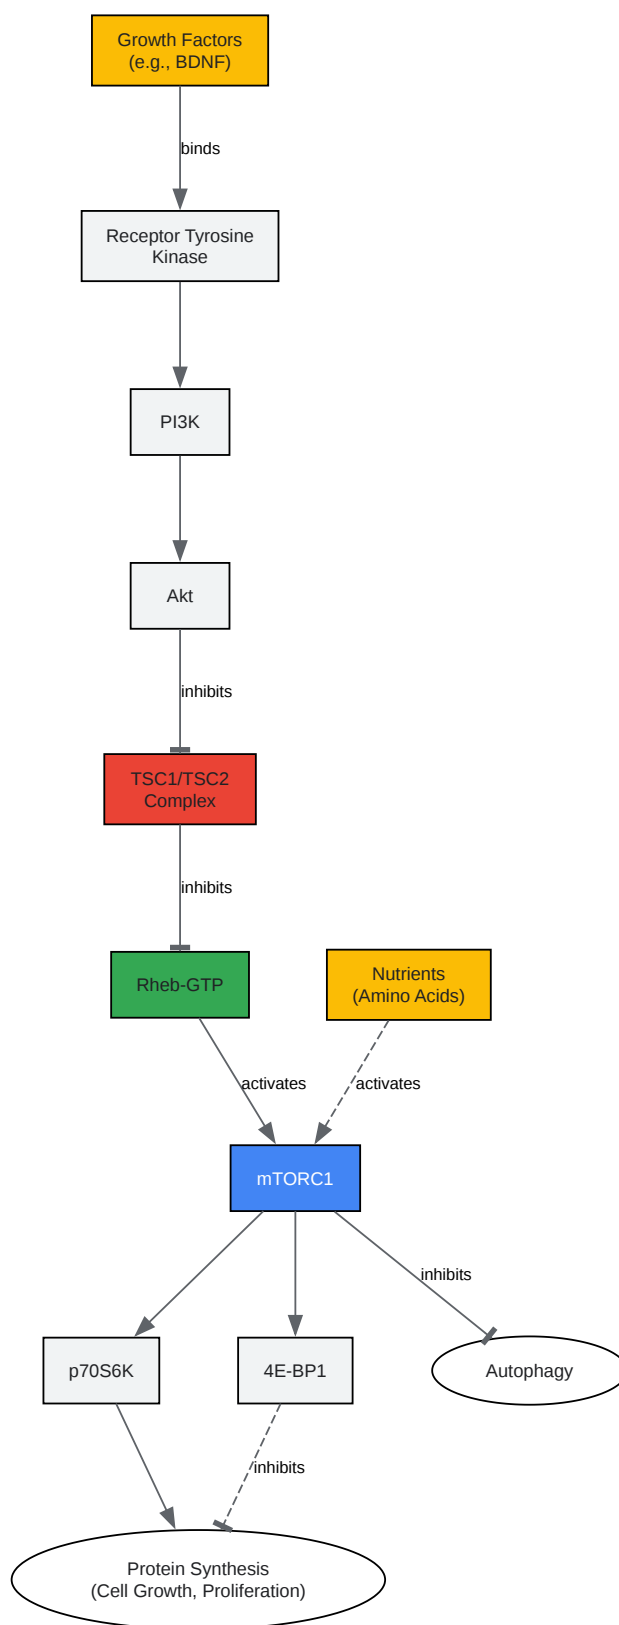 Growth Factors
(e.g., BDNF)
binds
Receptor Tyrosine
Kinase
PI3K
Akt
inhibits
TSC1/TSC2
Complex
inhibits
Rheb-GTP
Nutrients
(Amino Acids)
activates
activates
mTORC1
inhibits
p70S6K
4E-BP1
Autophagy
inhibits
Protein Synthesis
(Cell Growth, Proliferation)